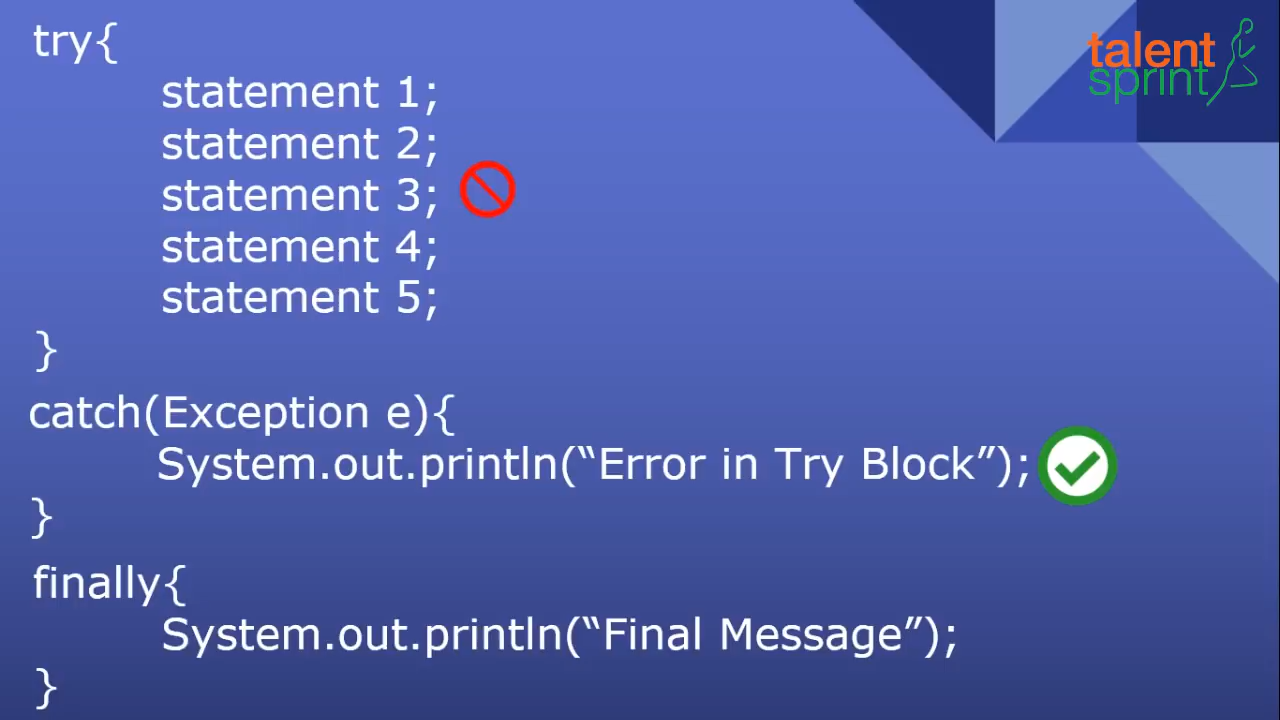 talent
sprint
try{
statement 1;
statement 2;
statement 3;
statement 4;
statement 5;
}
catch(Exception e){
System.out.println(“Error in Try Block”);
}
finally{
System.out.println(“Final Message”);
}